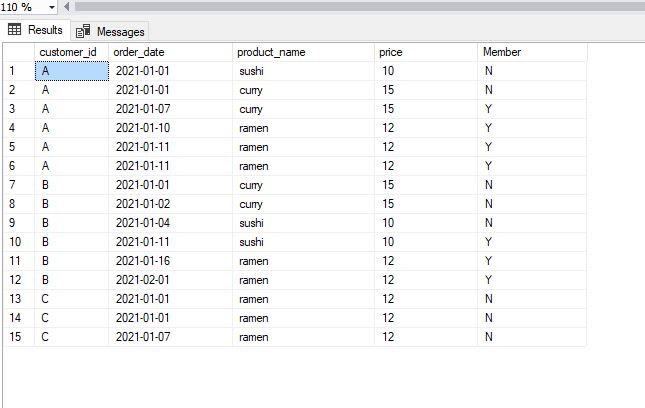 110 %
Results Messages
customer_id order_date product_name price Member
1 A 2021-01-01 sushi 10 N
2 A 2021-01-01 curry 15 N
3 A 2021-01-07 curry 15 Y
4 A 2021-01-10 ramen 12 Y
5 A 2021-01-11 ramen 12 Y
6 A 2021-01-11 ramen 12 Y
7 B 2021-01-01 curry 15 N
8 B 2021-01-02 curry 15 N
9 B 2021-01-04 sushi 10 N
10 B 2021-01-11 sushi 10 Y
11 B 2021-01-16 ramen 12 Y
12 B 2021-02-01 ramen 12 Y
13 C 2021-01-01 ramen 12 N
14 C 2021-01-01 ramen 12 N
15 C 2021-01-07 ramen 12 N